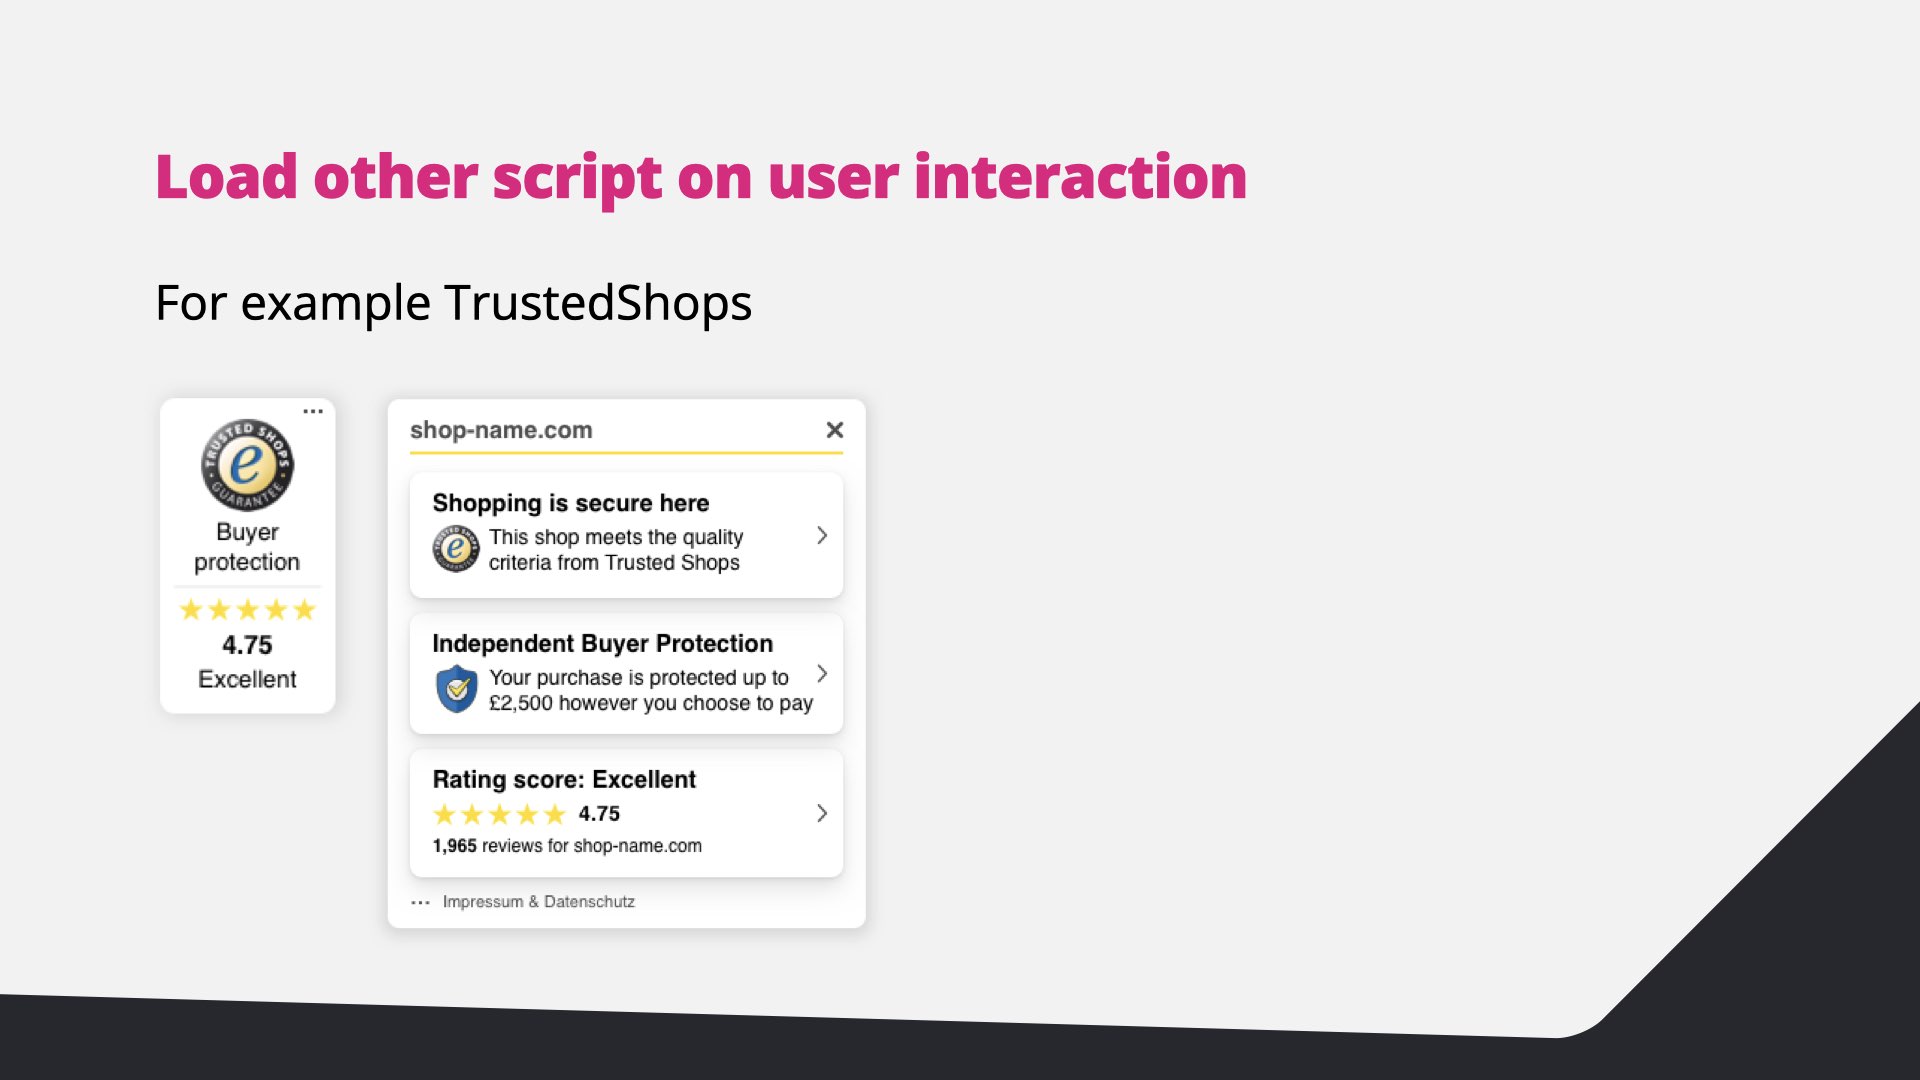 Load other script on user interaction
For example TrustedShops
...
TRUSTED SHOPS
e
GUARANTEE
Buyer
protection
4.75
Excellent
shop-name.com
Shopping is secure here
This shop meets the quality
criteria from Trusted Shops
Independent Buyer Protection
Your purchase is protected up to
£2,500 however you choose to pay
Rating score: Excellent
4.75
1,965 reviews for shop-name.com
... Impressum & Datenschutz